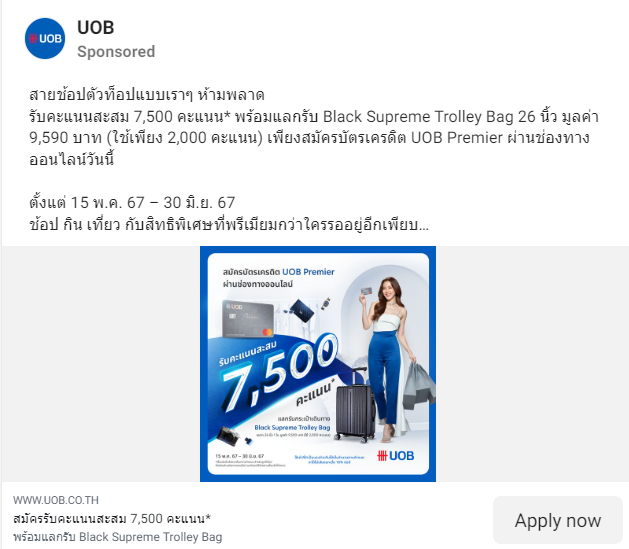 UOB
UOB
Sponsored
สายช้อปตัวท็อปแบบเราๆ ห้ามพลาด
รับคะแนนสะสม 7,500 คะแนน* พร้อมแลกรับ Black Supreme Trolley Bag 26 นิ้ว มูลค่า
9,590 บาท (ใช้เพียง 2,000 คะแนน) เพียงสมัครบัตรเครดิต UOB Premier ผ่านช่องทาง
ออนไลน์วันนี้
ตั้งแต่ 15 พ.ค. 67 – 30 มิ.ย. 67
ช้อป กิน เที่ยว กับสิทธิพิเศษที่พรีเมียมกว่าใครรออยู่อีกเพียบ...
สมัครบัตรเครดิต UOB Premier
ผ่านช่องทางออนไลน์
UOB
รับคะแนนสะสม
7,500
คะแนน*
แลกรับกระเป๋าเดินทาง
Black Supreme Trolley Bag
15 พ.ค. 67 – 30 มิ.ย. 67
UOB
WWW.UOB.CO.TH
สมัครรับคะแนนสะสม 7,500 คะแนน*
พร้อมแลกรับ Black Supreme Trolley Bag
Apply now